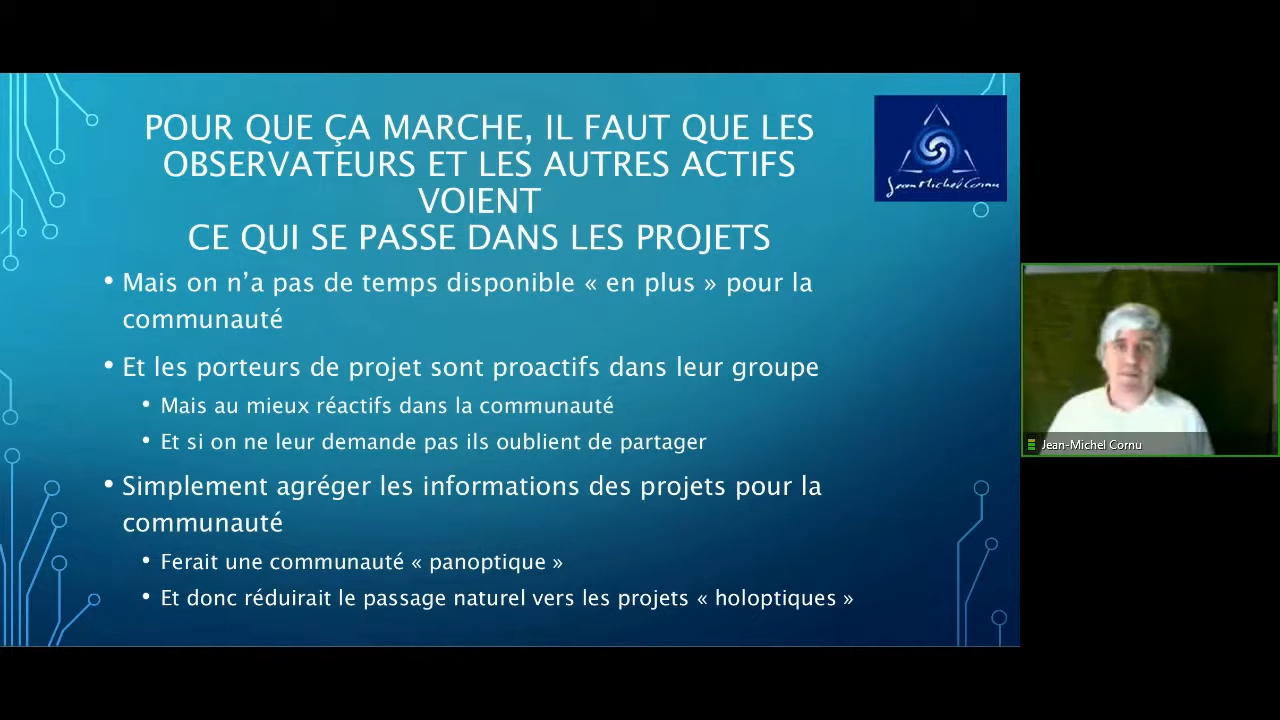 POUR QUE ÇA MARCHE, IL FAUT QUE LES
OBSERVATEURS ET LES AUTRES ACTIFS
VOIENT
CE QUI SE PASSE DANS LES PROJETS
Jean Michel Cornu
• Mais on n’a pas de temps disponible « en plus » pour la
communauté
• Et les porteurs de projet sont proactifs dans leur groupe
• Mais au mieux réactifs dans la communauté
• Et si on ne leur demande pas ils oublient de partager
• Simplement agréger les informations des projets pour la
communauté
• Ferait une communauté « panoptique »
• Et donc réduirait le passage naturel vers les projets « holoptiques »
Jean-Michel Cornu